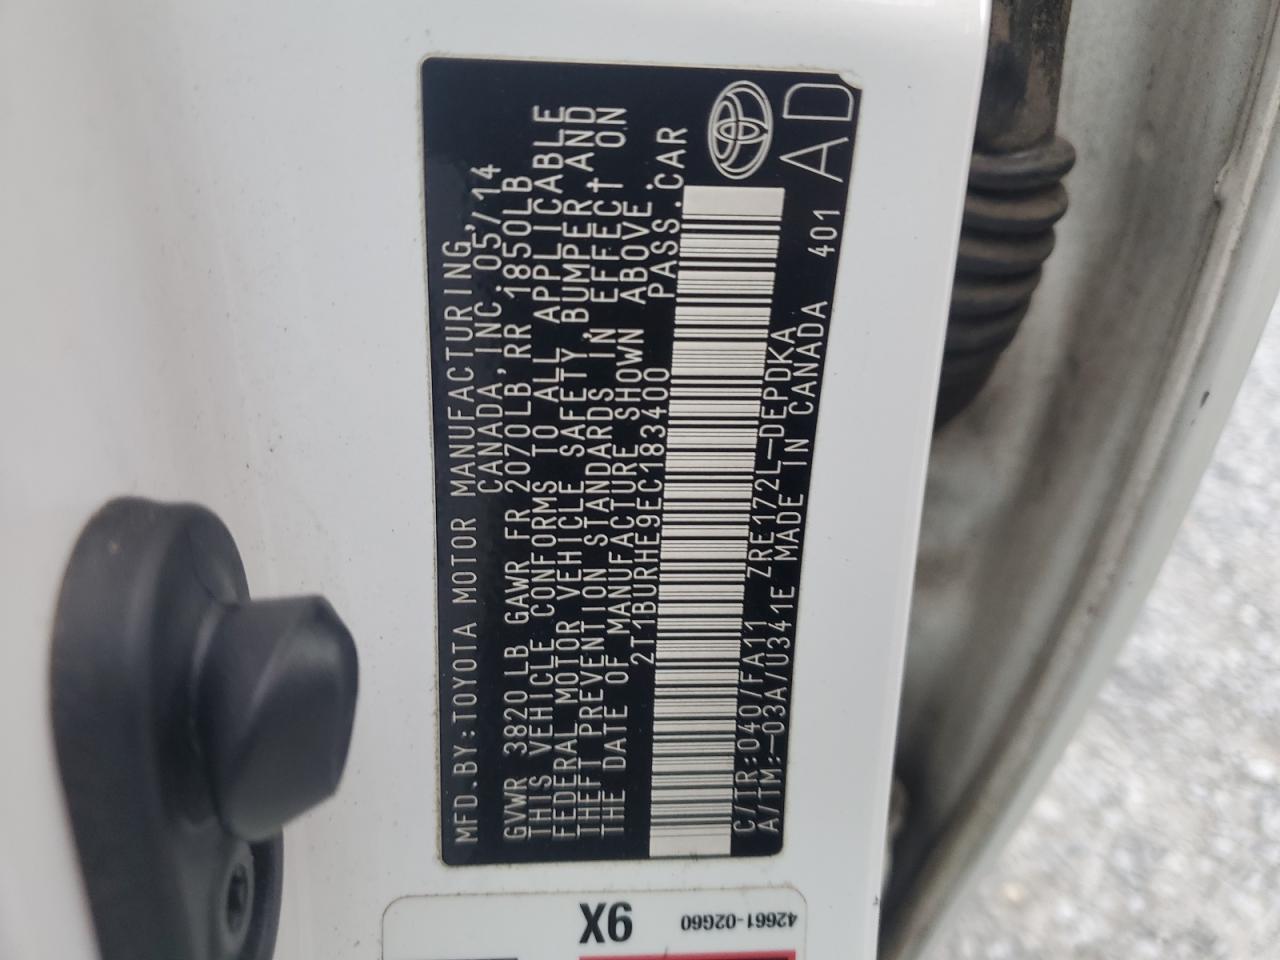 MFD.BY:TOYOTA MOTOR MANUFACTURING,
CANADA,INC.05/14
GVWR 3820 LB GAWR FR 2070LB,RR 1850LB
THIS VEHICLE CONFORMS TO ALL APPLICABLE
FEDERAL MOTOR VEHICLE SAFETY,BUMPER,AND
THEFT PREVENTION STANDARDS IN EFFECT ON
THE DATE OF MANUFACTURE SHOWN ABOVE.
2T1BURHE9EC183400 PASS.CAR
C/TR:040/FA11 ZRE172L-DEPDKA
A/TM:-03A/U341E MADE IN CANADA 401 AD
9X
42661-02G60